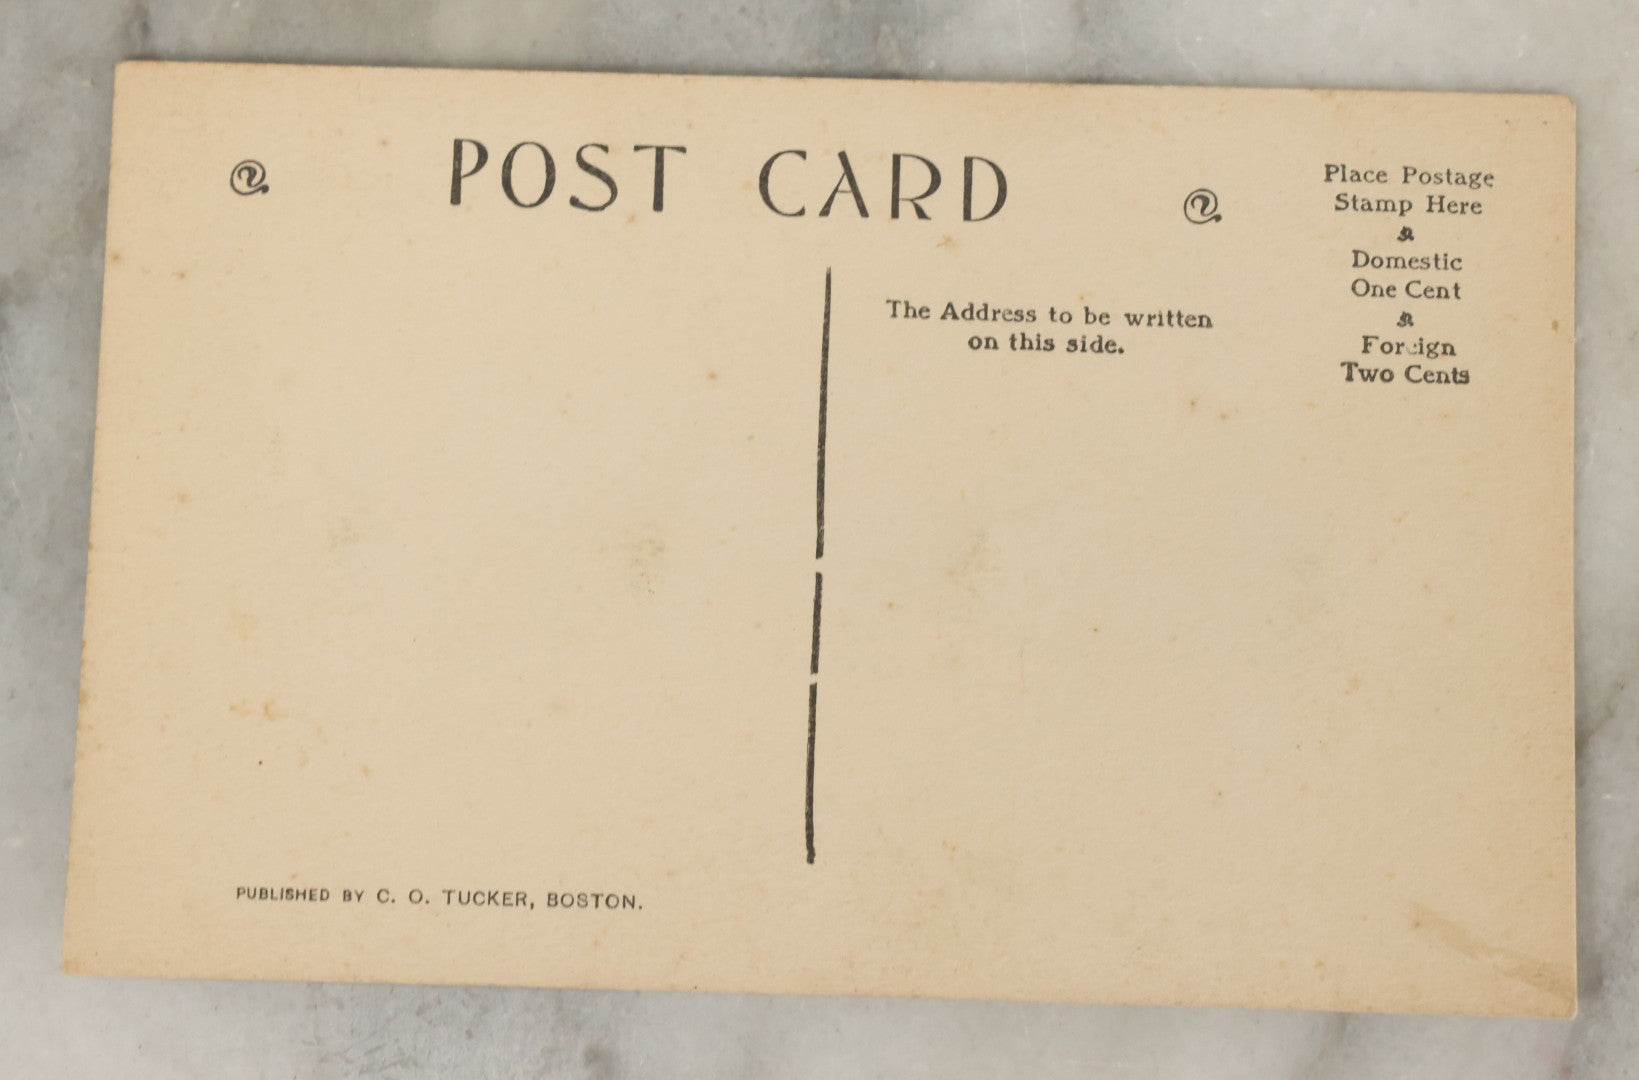 POST CARD
Place Postage
Stamp Here
Domestic
One Cent
Foreign
Two Cents
The Address to be written
on this side.
PUBLISHED BY C. O. TUCKER, BOSTON.